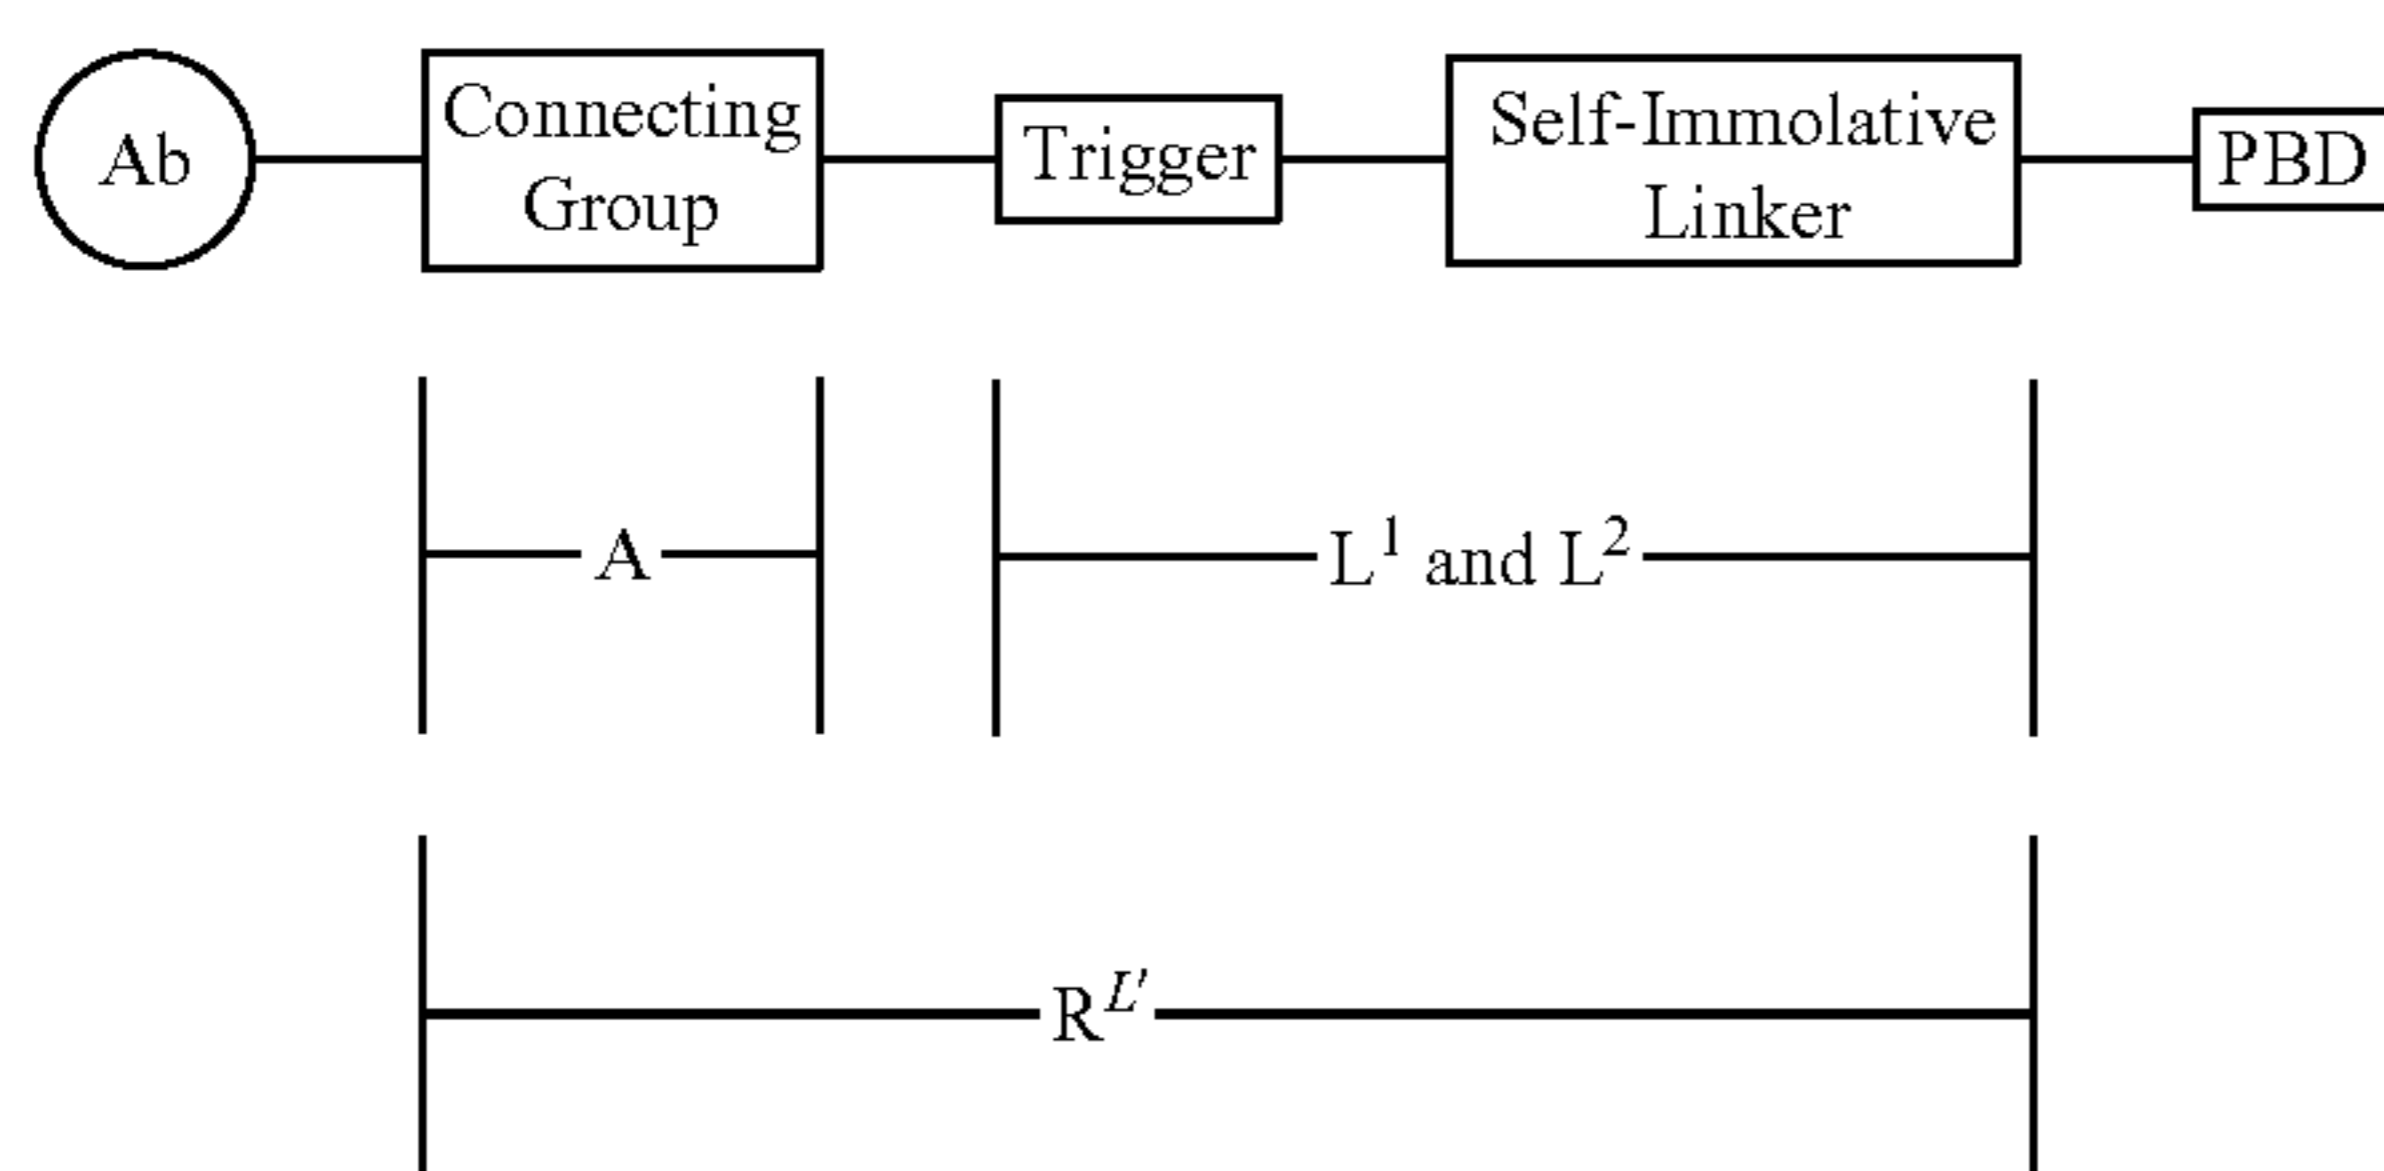 Ab
Connecting
Group
Trigger
Self-Immolative
Linker
PBD
A
L¹ and L²
R^L'